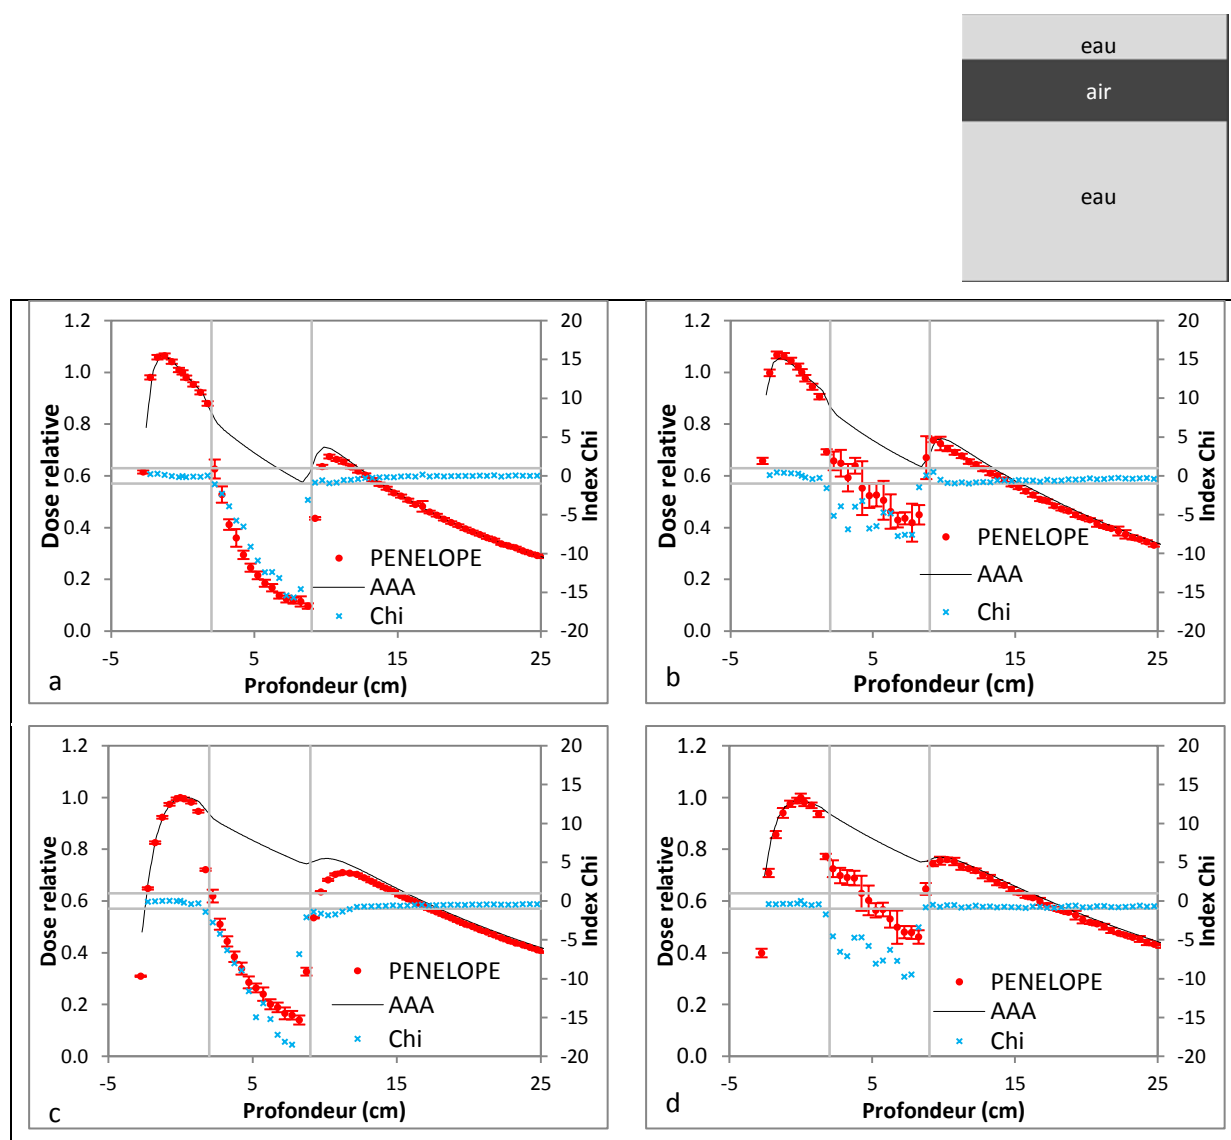 eau
air
eau
1.2
1.0
0.8
0.6
0.4
0.2
0.0
Dose relative
20
15
10
5
0
-5
-10
-15
-20
Index Chi
PENELOPE
AAA
Chi
-5 5 15 25
Profondeur (cm)
a
1.2
1.0
0.8
0.6
0.4
0.2
0.0
Dose relative
20
15
10
5
0
-5
-10
-15
-20
Index Chi
PENELOPE
AAA
Chi
-5 5 15 25
Profondeur (cm)
b
1.2
1.0
0.8
0.6
0.4
0.2
0.0
Dose relative
20
15
10
5
0
-5
-10
-15
-20
Index Chi
PENELOPE
AAA
Chi
-5 5 15 25
Profondeur (cm)
c
1.2
1.0
0.8
0.6
0.4
0.2
0.0
Dose relative
20
15
10
5
0
-5
-10
-15
-20
Index Chi
PENELOPE
AAA
Chi
-5 5 15 25
Profondeur (cm)
d